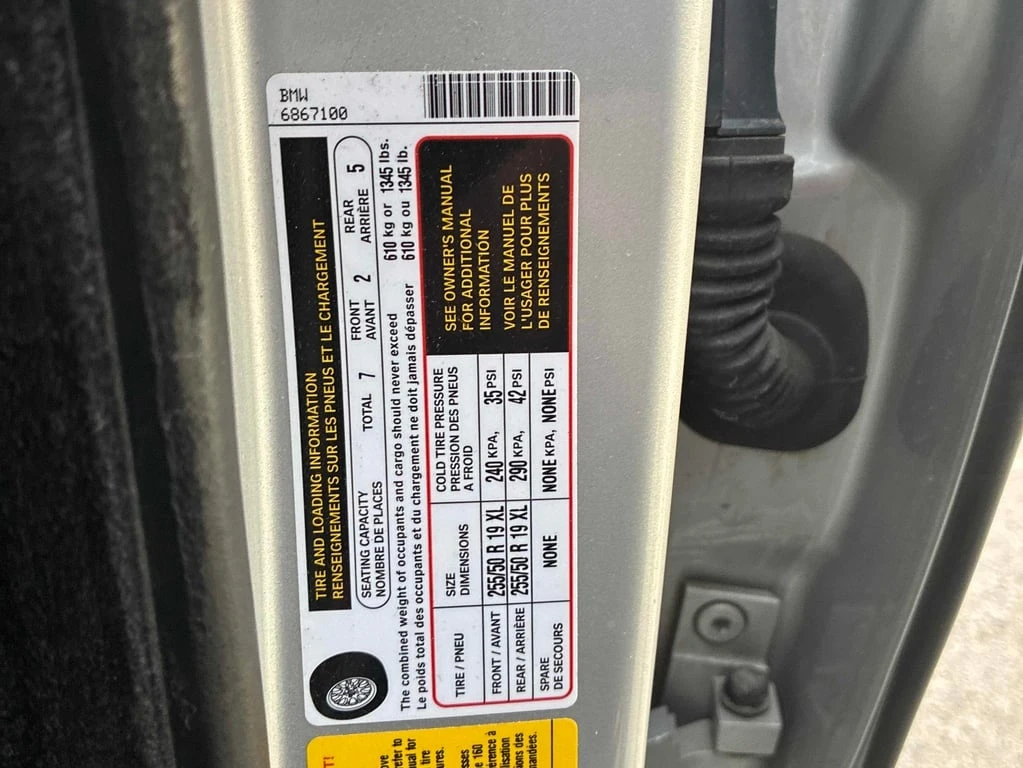 BMW
6867100
TIRE AND LOADING INFORMATION
RENSEIGNEMENTS SUR LES PNEUS ET LE CHARGEMENT
SEATING CAPACITY
NOMBRE DE PLACES
TOTAL 7
FRONT
AVANT 2
REAR
ARRIÈRE 5
The combined weight of occupants and cargo should never exceed 610 kg or 1345 lbs.
Le poids total des occupants et du chargement ne doit jamais dépasser 610 kg ou 1345 lb.
TIRE / PNEU
SIZE
DIMENSIONS
COLD TIRE PRESSURE
PRESSION DES PNEUS
A FROID
FRONT / AVANT 255/50 R 19 XL 240 KPA, 35 PSI
REAR / ARRIÈRE 255/50 R 19 XL 290 KPA, 42 PSI
SPARE
DE SECOURS NONE NONE KPA, NONE PSI
SEE OWNER'S MANUAL
FOR ADDITIONAL
INFORMATION
VOIR LE MANUEL DE
L'USAGER POUR PLUS
DE RENSEIGNEMENTS
refer to
tire
160